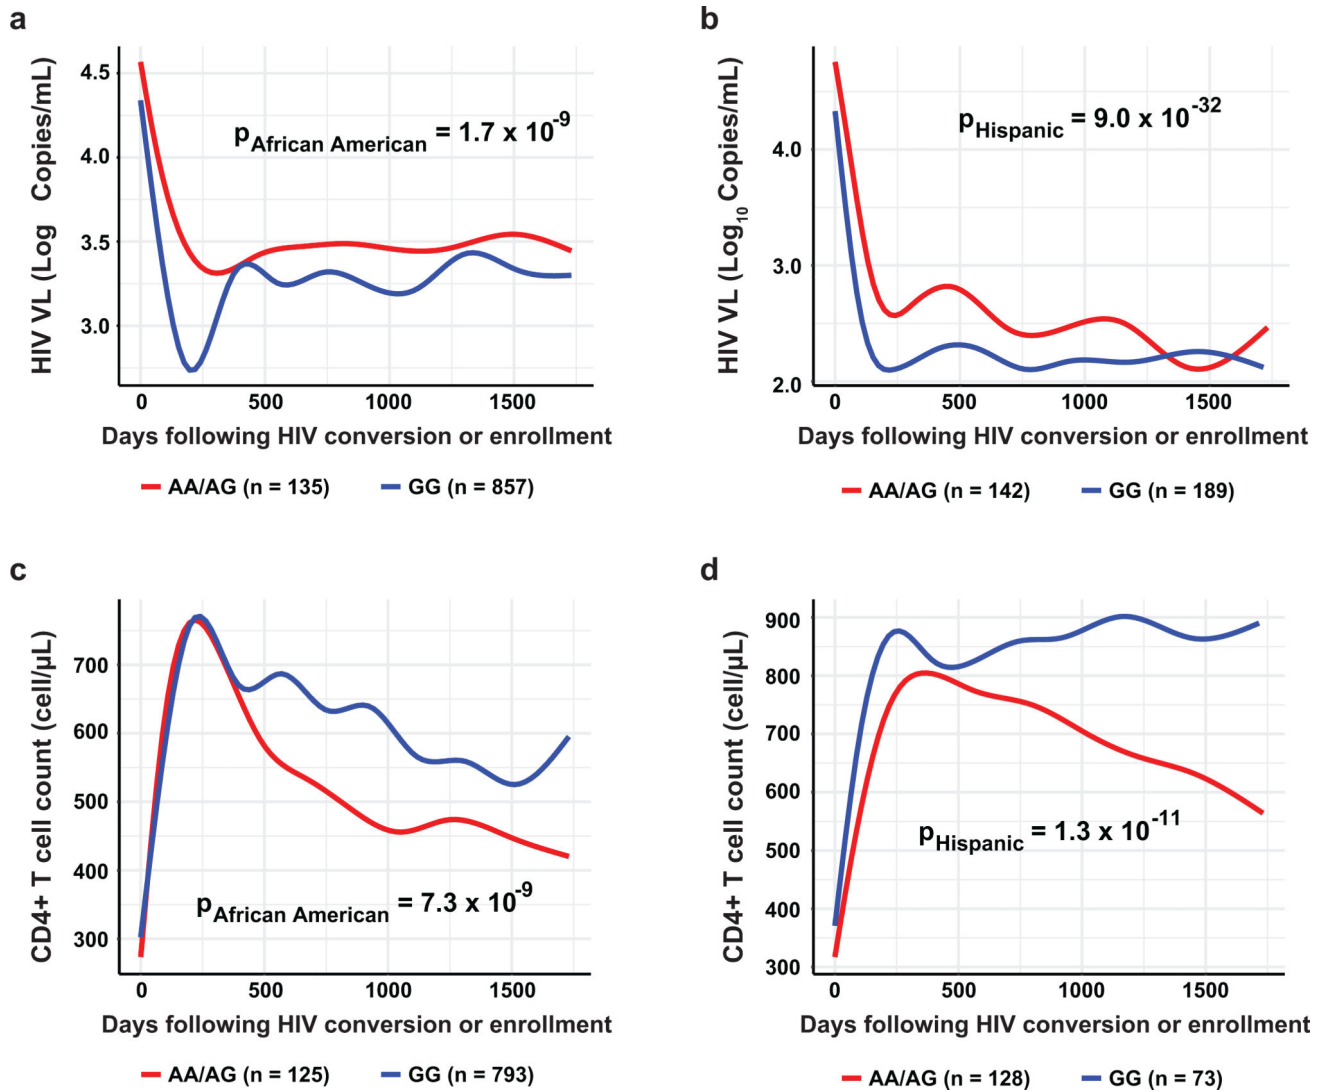 a
HIV VL (Log Copies/mL)
4.5
4.0
3.5
3.0
p African American = 1.7 x 10-9
0 500 1000 1500
Days following HIV conversion or enrollment
AA/AG (n = 135) GG (n = 857)
b
HIV VL (Log10 Copies/mL)
4.0
3.0
2.0
p Hispanic = 9.0 x 10-32
0 500 1000 1500
Days following HIV conversion or enrollment
AA/AG (n = 142) GG (n = 189)
c
CD4+ T cell count (cell/µL)
700
600
500
400
300
p African American = 7.3 x 10-9
0 500 1000 1500
Days following HIV conversion or enrollment
AA/AG (n = 125) GG (n = 793)
d
CD4+ T cell count (cell/µL)
900
800
700
600
500
400
300
p Hispanic = 1.3 x 10-11
0 500 1000 1500
Days following HIV conversion or enrollment
AA/AG (n = 128) GG (n = 73)